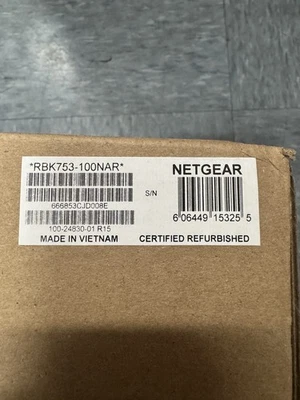 *RBK753-100NAR*
NETGEAR
S/N
666853CJD008E
6 06449 15325 5
100-24830-01 R15
MADE IN VIETNAM
CERTIFIED REFURBISHED